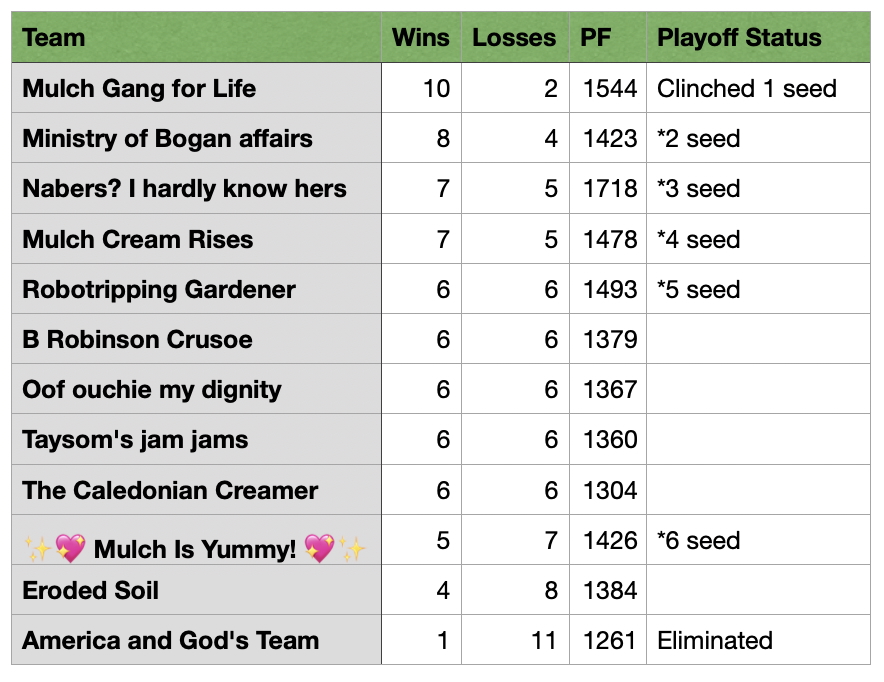 Team Wins Losses PF Playoff Status
Mulch Gang for Life 10 2 1544 Clinched 1 seed
Ministry of Bogan affairs 8 4 1423 *2 seed
Nabers? I hardly know hers 7 5 1718 *3 seed
Mulch Cream Rises 7 5 1478 *4 seed
Robotripping Gardener 6 6 1493 *5 seed
B Robinson Crusoe 6 6 1379
Oof ouchie my dignity 6 6 1367
Taysom's jam jams 6 6 1360
The Caledonian Creamer 6 6 1304
✨💖 Mulch Is Yummy! 💖✨ 5 7 1426 *6 seed
Eroded Soil 4 8 1384
America and God's Team 1 11 1261 Eliminated